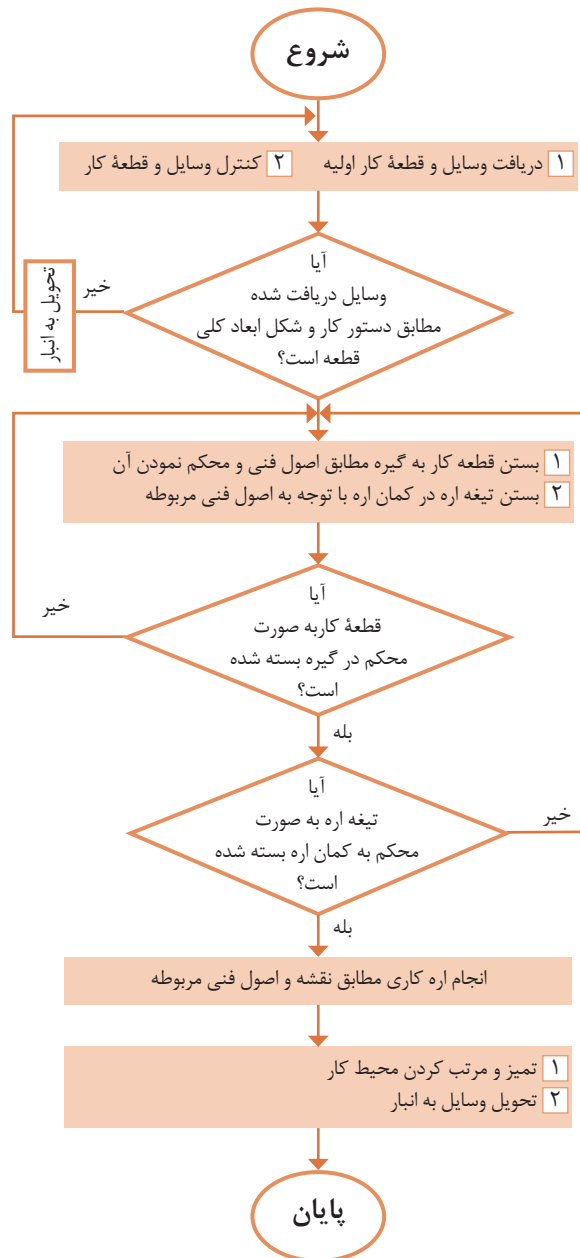 شروع
۱ دریافت وسایل و قطعهٔ کار اولیه ۲ کنترل وسایل و قطعهٔ کار
آیا
وسایل دریافت شده
مطابق دستور کار و شکل ابعاد کلی
قطعه است؟
خیر
تحویل به انبار
۱ بستن قطعه کار به گیره مطابق اصول فنی و محکم نمودن آن
۲ بستن تیغه اره در کمان اره با توجه به اصول فنی مربوطه
آیا
قطعهٔ کاربه صورت
محکم در گیره بسته شده
است؟
خیر
بله
آیا
تیغه اره به صورت
محکم به کمان اره بسته شده
است؟
خیر
بله
انجام اره کاری مطابق نقشه و اصول فنی مربوطه
۱ تمیز و مرتب کردن محیط کار
۲ تحویل وسایل به انبار
پایان